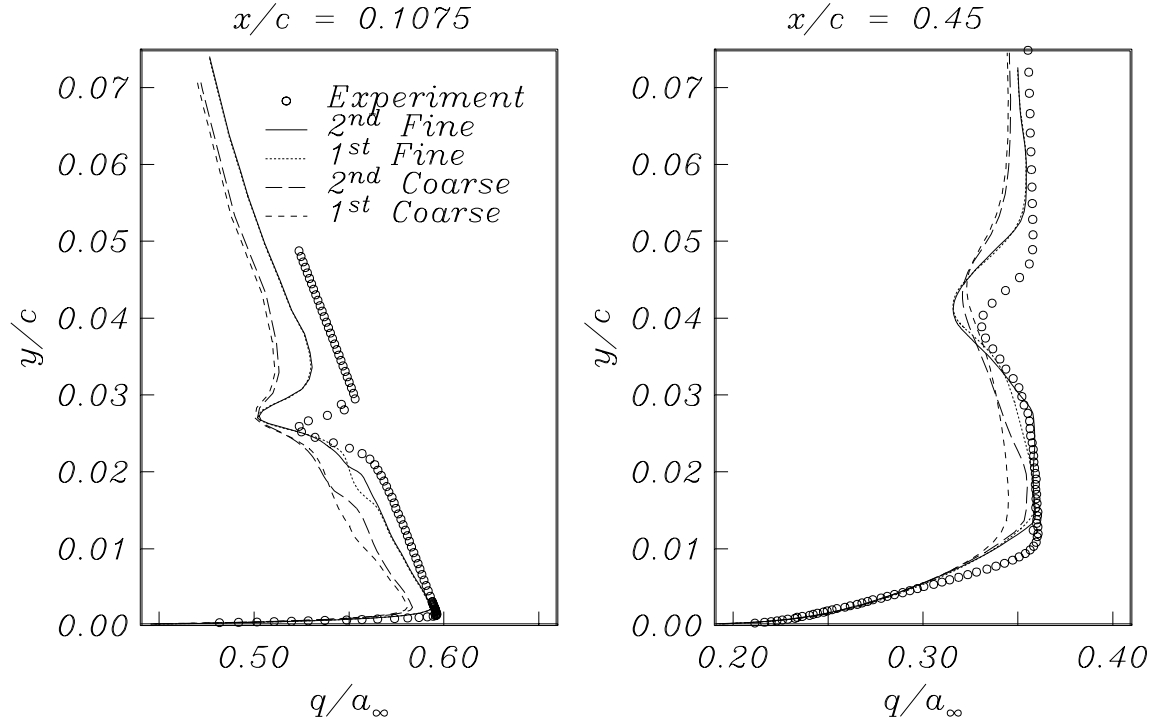 x/c = 0.1075
0.07
0.06
0.05
0.04
0.03
0.02
0.01
0.00
y/c
Experiment
2nd Fine
1st Fine
2nd Coarse
1st Coarse
0.50 0.60
q/a∞
x/c = 0.45
0.07
0.06
0.05
0.04
0.03
0.02
0.01
0.00
y/c
0.20 0.30 0.40
q/a∞